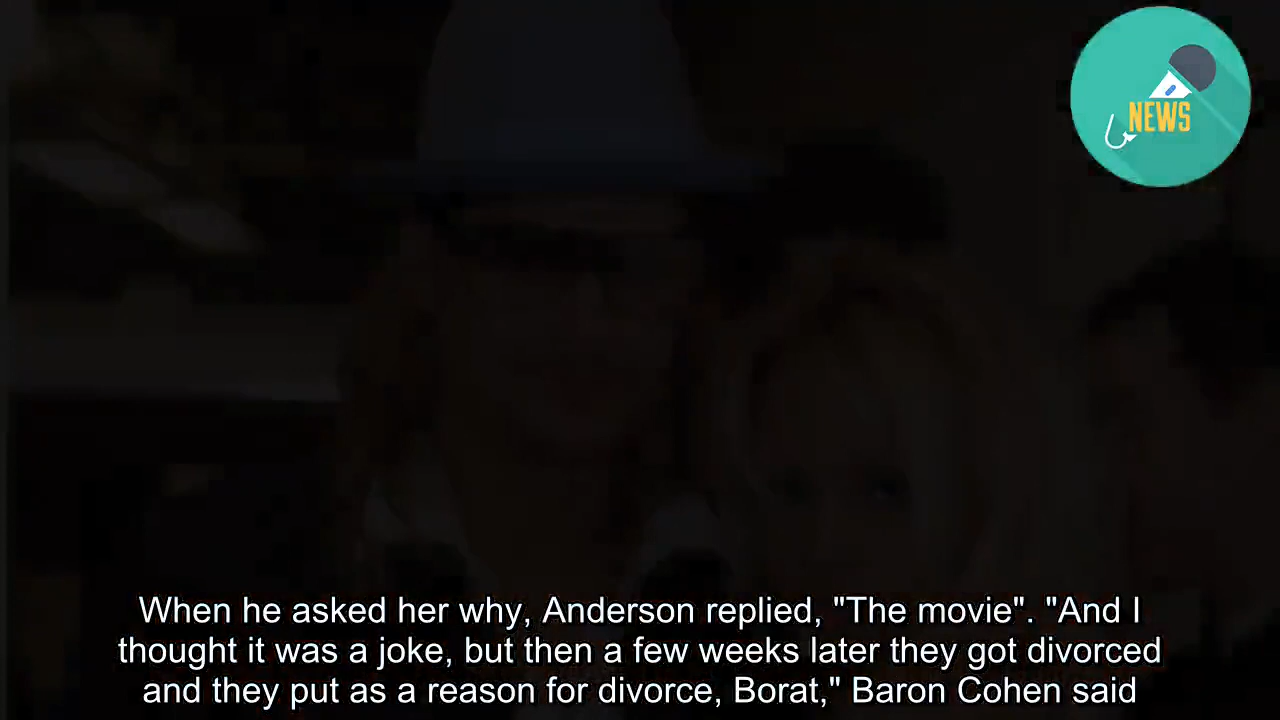 NEWS
When he asked her why, Anderson replied, "The movie". "And I
thought it was a joke, but then a few weeks later they got divorced
and they put as a reason for divorce, Borat," Baron Cohen said